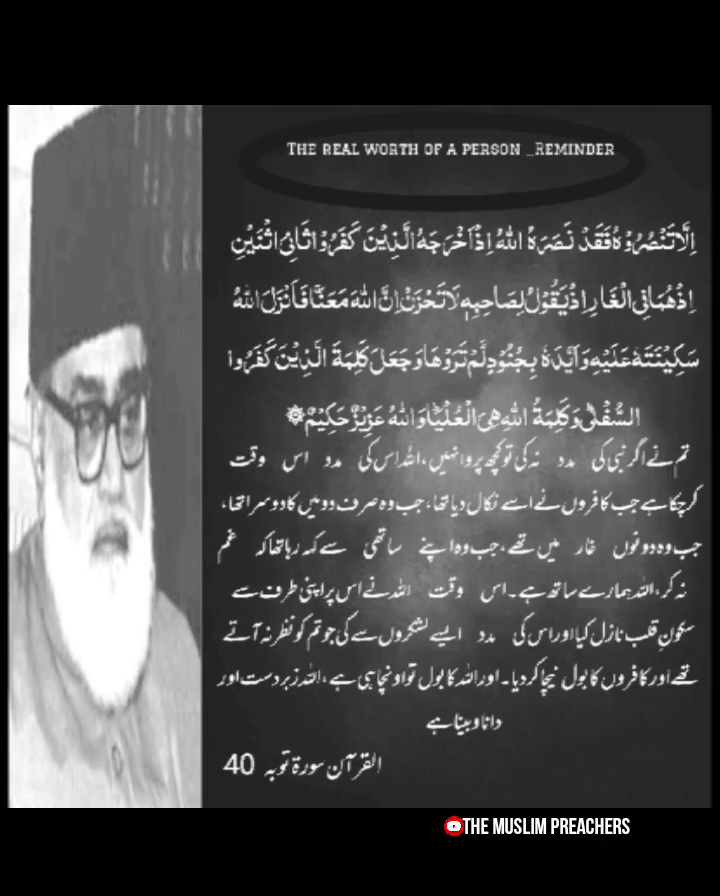 THE REAL WORTH OF A PERSON _REMINDER
اِلَّا تَنْصُرُوْهُ فَقَدْ نَصَرَهُ اللّٰهُ اِذْ اَخْرَجَهُ الَّذِيْنَ كَفَرُوْا ثَانِيَ اثْنَيْنِ
اِذْ هُمَا فِي الْغَارِ اِذْ يَقُوْلُ لِصَاحِبِهٖ لَا تَحْزَنْ اِنَّ اللّٰهَ مَعَنَا ۚ فَاَنْزَلَ اللّٰهُ
سَكِيْنَتَهٗ عَلَيْهِ وَاَيَّدَهٗ بِجُنُوْدٍ لَّمْ تَرَوْهَا وَجَعَلَ كَلِمَةَ الَّذِيْنَ كَفَرُوا
السُّفْلٰى ۗ وَكَلِمَةُ اللّٰهِ هِيَ الْعُلْيَا ۗ وَاللّٰهُ عَزِيْزٌ حَكِيْمٌ
تم نے اگر نبی کی مدد نہ کی تو کچھ پروا نہیں، اللہ اس کی مدد اس وقت
کر چکا ہے جب کافروں نے اسے نکال دیا تھا، جب وہ صرف دو میں کا دوسرا تھا،
جب وہ دونوں غار میں تھے، جب وہ اپنے ساتھی سے کہہ رہا تھا کہ غم
نہ کر، اللہ ہمارے ساتھ ہے۔ اس وقت اللہ نے اس پر اپنی طرف سے
سکونِ قلب نازل کیا اور اس کی مدد ایسے لشکروں سے کی جو تم کو نظر نہ آتے
تھے اور کافروں کا بول نیچا کر دیا۔ اور اللہ کا بول تو اونچا ہی ہے، اللہ زبردست اور
دانا و بینا ہے
القرآن سورۃ توبہ 40
THE MUSLIM PREACHERS